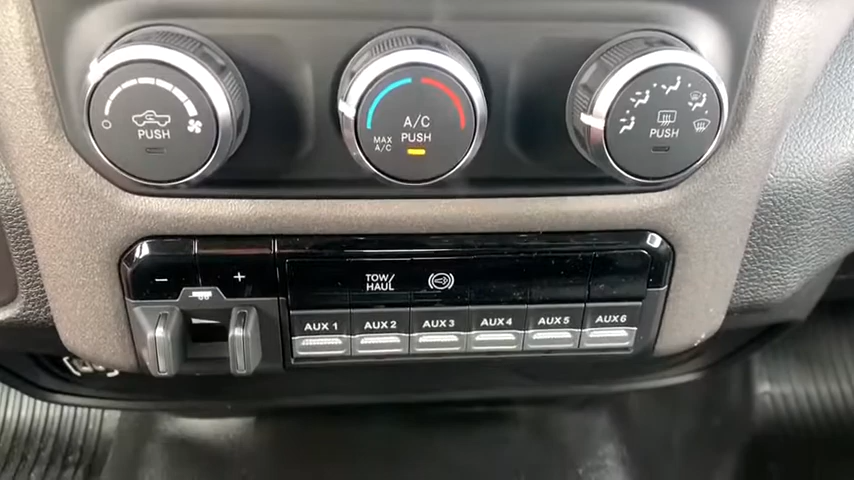 PUSH
A/C
PUSH
MAX
A/C
PUSH
- +
TOW/
HAUL
AUX 1 AUX 2 AUX 3 AUX 4 AUX 5 AUX 6